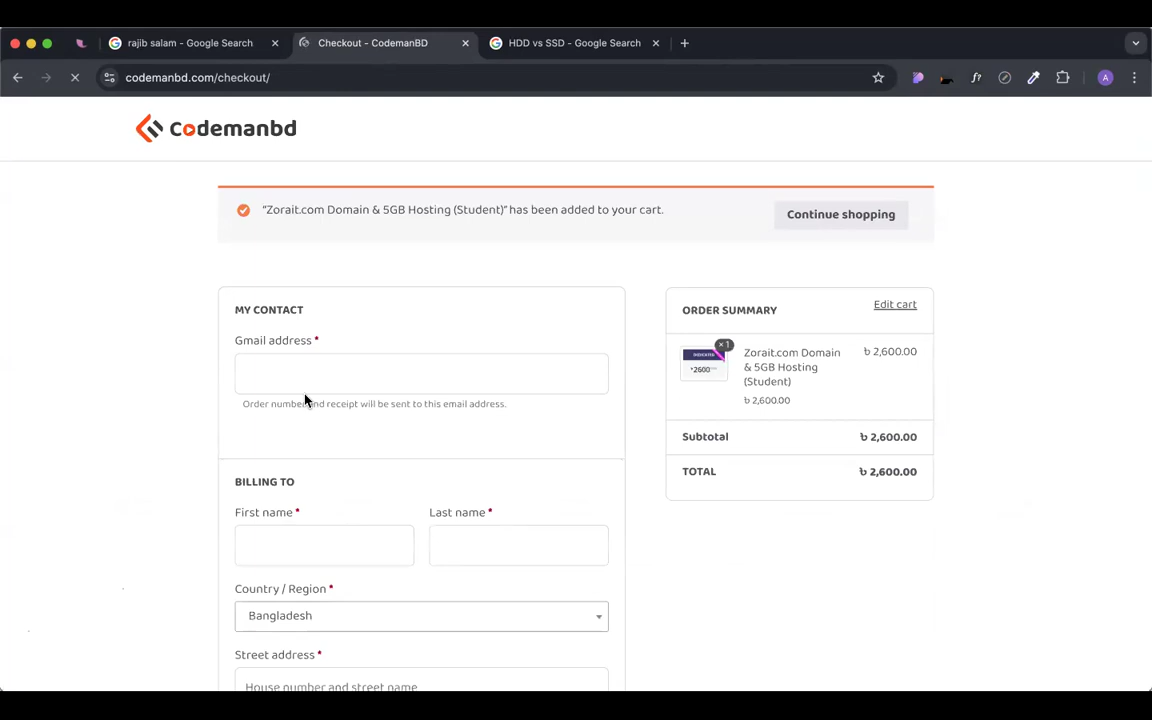 rajib salam - Google Search
Checkout - CodemanBD
HDD vs SSD - Google Search
codemanbd.com/checkout/
f?
A
Codemanbd
"Zorait.com Domain & 5GB Hosting (Student)" has been added to your cart.
Continue shopping
MY CONTACT
Gmail address *
Order number and receipt will be sent to this email address.
BILLING TO
First name *
Last name *
Country / Region *
Bangladesh
Street address *
House number and street name
ORDER SUMMARY
Edit cart
× 1
2600
Zorait.com Domain
& 5GB Hosting
(Student)
৳ 2,600.00
৳ 2,600.00
Subtotal ৳ 2,600.00
TOTAL ৳ 2,600.00